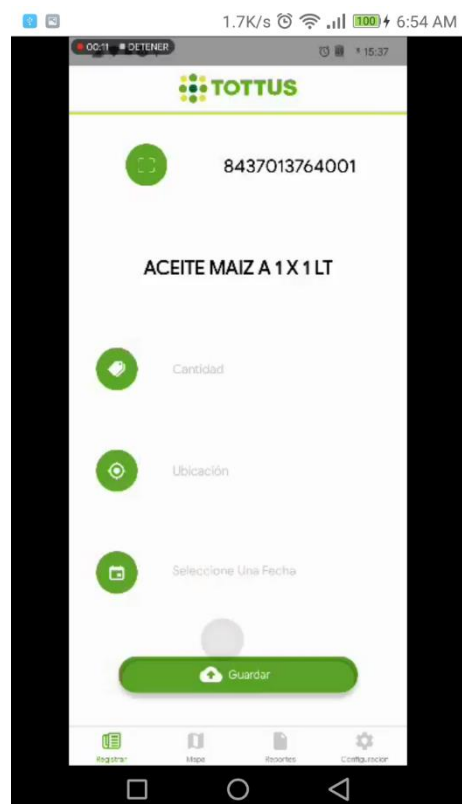 1.7K/s 100 6:54 AM
00:11 DETENER 15:37
TOTTUS
8437013764001
ACEITE MAIZ A 1 X 1 LT
Cantidad
Ubicación
Seleccione Una Fecha
Guardar
Registrar Mapa Reportes Configuracion